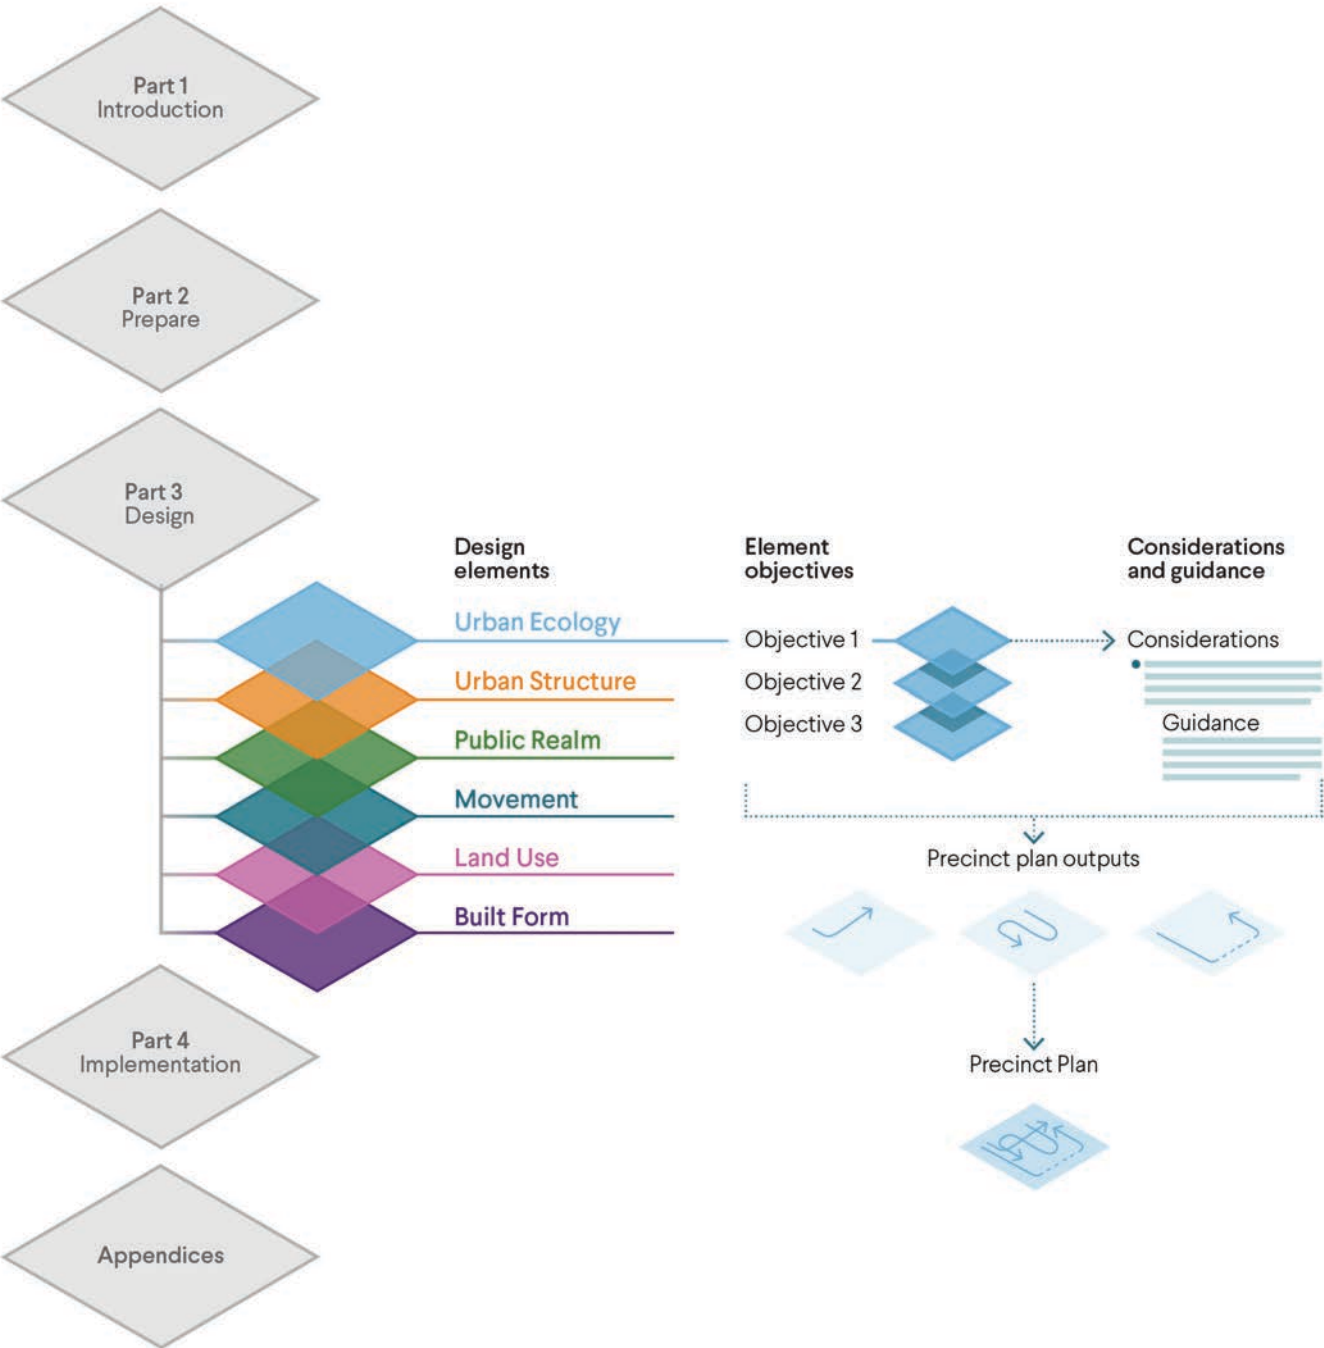 Part 1
Introduction
Part 2
Prepare
Part 3
Design
Design
elements
Urban Ecology
Urban Structure
Public Realm
Movement
Land Use
Built Form
Element
objectives
Objective 1
Objective 2
Objective 3
Considerations
and guidance
Considerations
Guidance
Precinct plan outputs
Precinct Plan
Part 4
Implementation
Appendices